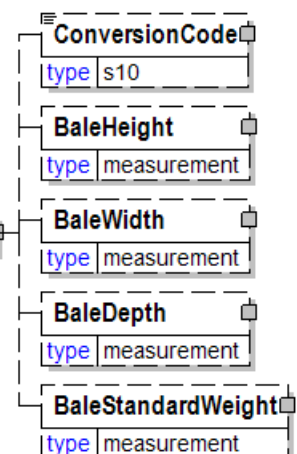 ConversionCode
type s10
BaleHeight
type measurement
BaleWidth
type measurement
BaleDepth
type measurement
BaleStandardWeight
type measurement